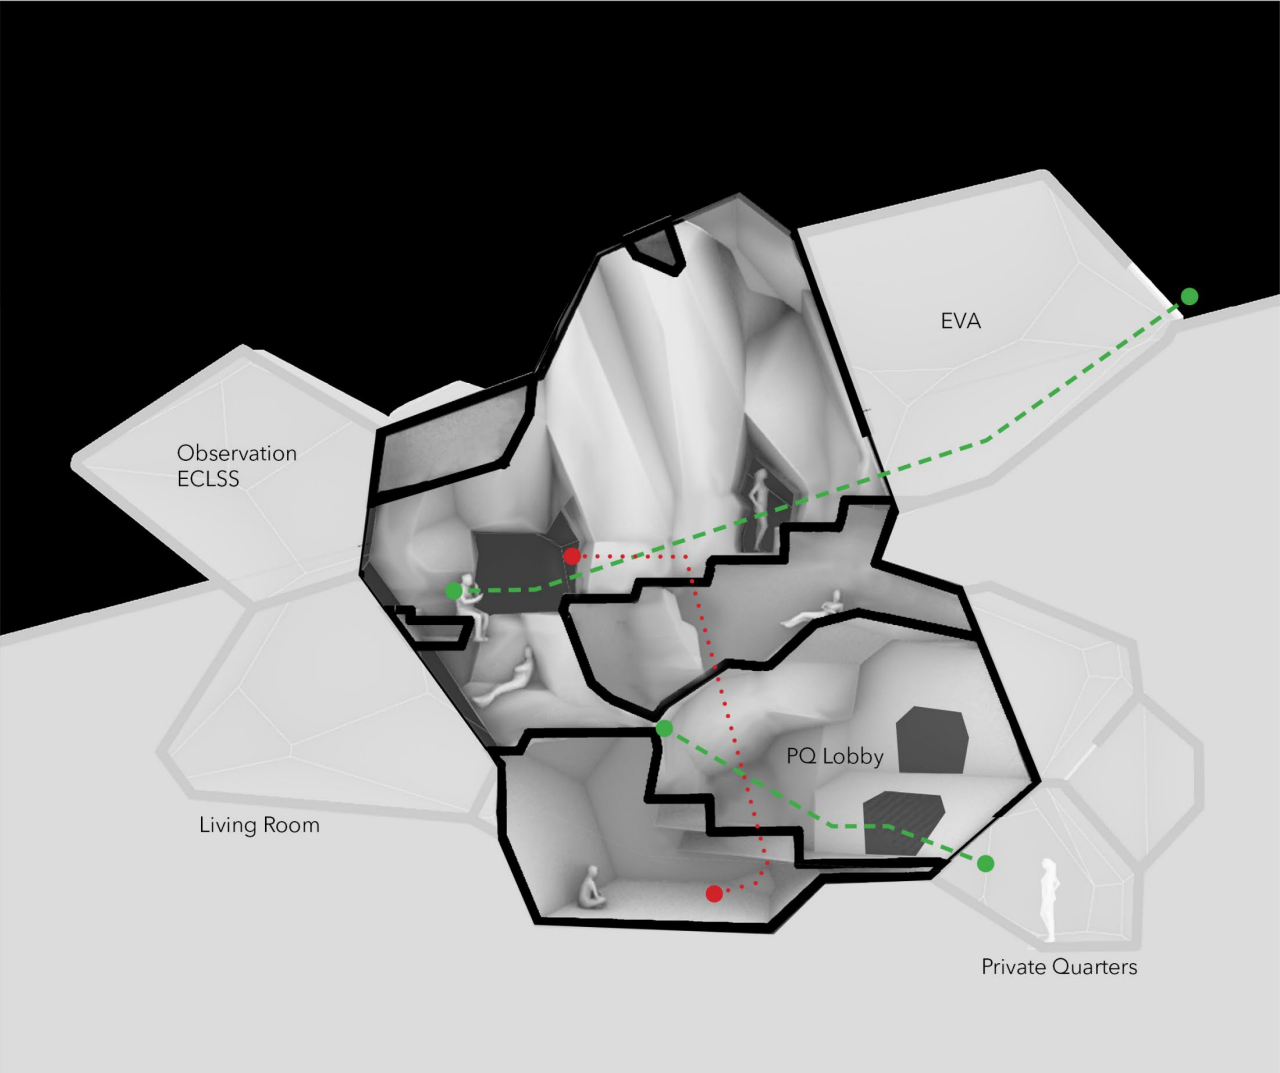 EVA
Observation
ECLSS
PQ Lobby
Living Room
Private Quarters